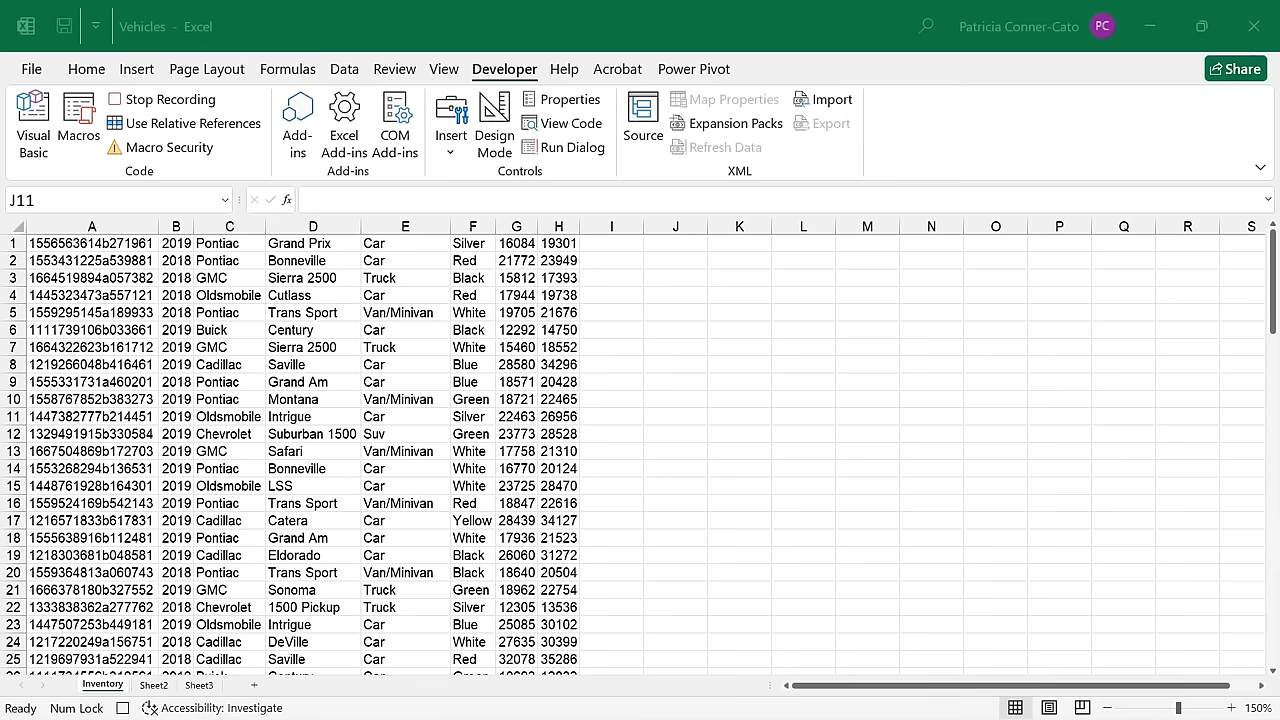 Vehicles - Excel Patricia Conner-Cato PC
File Home Insert Page Layout Formulas Data Review View Developer Help Acrobat Power Pivot Share
Visual Basic Macros Stop Recording Use Relative References Macro Security Code
Add-ins Excel Add-ins COM Add-ins Add-ins
Insert Design Mode Properties View Code Run Dialog Controls
Source Map Properties Expansion Packs Refresh Data Import Export XML
J11 fx
A B C D E F G H I J K L M N O P Q R S
1 1556563614b271961 2019 Pontiac Grand Prix Car Silver 16084 19301
2 1553431225a539881 2018 Pontiac Bonneville Car Red 21772 23949
3 1664519894a057382 2018 GMC Sierra 2500 Truck Black 15812 17393
4 1445323473a557121 2018 Oldsmobile Cutlass Car Red 17944 19738
5 1559295145a189933 2018 Pontiac Trans Sport Van/Minivan White 19705 21676
6 1111739106b033661 2019 Buick Century Car Black 12292 14750
7 1664322623b161712 2019 GMC Sierra 2500 Truck White 15460 18552
8 1219266048b416461 2019 Cadillac Saville Car Blue 28580 34296
9 1555331731a460201 2018 Pontiac Grand Am Car Blue 18571 20428
10 1558767852b383273 2019 Pontiac Montana Van/Minivan Green 18721 22465
11 1447382777b214451 2019 Oldsmobile Intrigue Car Silver 22463 26956
12 1329491915b330584 2019 Chevrolet Suburban 1500 Suv Green 23773 28528
13 1667504869b172703 2019 GMC Safari Van/Minivan White 17758 21310
14 1553268294b136531 2019 Pontiac Bonneville Car White 16770 20124
15 1448761928b164301 2019 Oldsmobile LSS Car White 23725 28470
16 1559524169b542143 2019 Pontiac Trans Sport Van/Minivan Red 18847 22616
17 1216571833b617831 2019 Cadillac Catera Car Yellow 28439 34127
18 1555638916b112481 2019 Pontiac Grand Am Car White 17936 21523
19 1218303681b048581 2019 Cadillac Eldorado Car Black 26060 31272
20 1559364813a060743 2018 Pontiac Trans Sport Van/Minivan Black 18640 20504
21 1666378180b327552 2019 GMC Sonoma Truck Green 18962 22754
22 1333838362a277762 2018 Chevrolet 1500 Pickup Truck Silver 12305 13536
23 1447507253b449181 2019 Oldsmobile Intrigue Car Blue 25085 30102
24 1217220249a156751 2018 Cadillac DeVille Car White 27635 30399
25 1219697931a522941 2018 Cadillac Saville Car Red 32078 35286
Inventory Sheet2 Sheet3 +
Ready Num Lock Accessibility: Investigate 150%